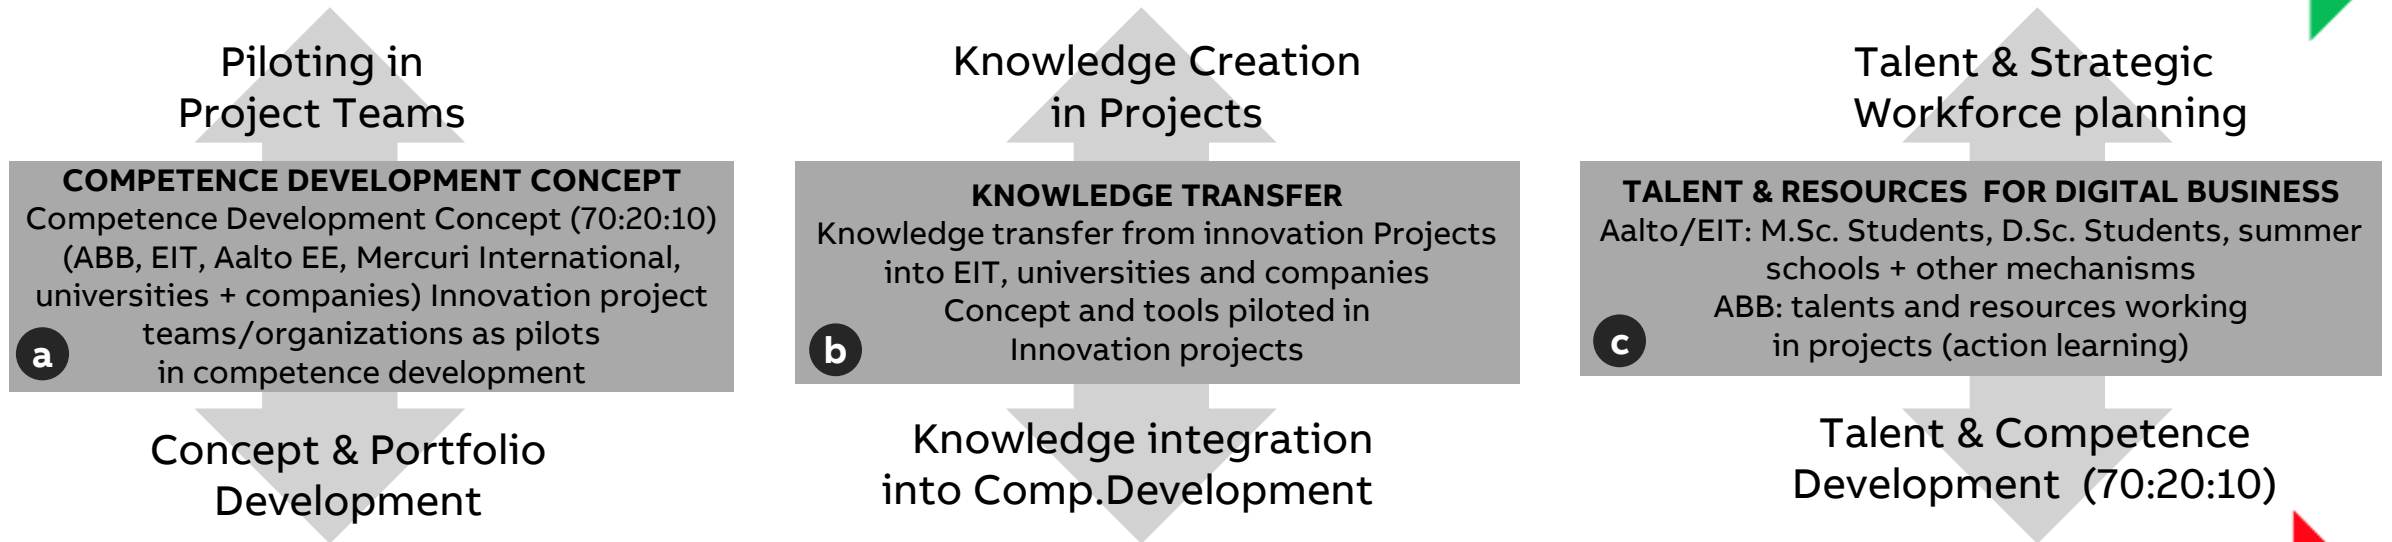 Piloting in
Project Teams
COMPETENCE DEVELOPMENT CONCEPT
Competence Development Concept (70:20:10)
(ABB, EIT, Aalto EE, Mercuri International,
universities + companies) Innovation project
teams/organizations as pilots
in competence development
a
Concept & Portfolio
Development
Knowledge Creation
in Projects
KNOWLEDGE TRANSFER
Knowledge transfer from innovation Projects
into EIT, universities and companies
Concept and tools piloted in
Innovation projects
b
Knowledge integration
into Comp.Development
Talent & Strategic
Workforce planning
TALENT & RESOURCES  FOR DIGITAL BUSINESS
Aalto/EIT: M.Sc. Students, D.Sc. Students, summer
schools + other mechanisms
ABB: talents and resources working
in projects (action learning)
c
Talent & Competence
Development  (70:20:10)